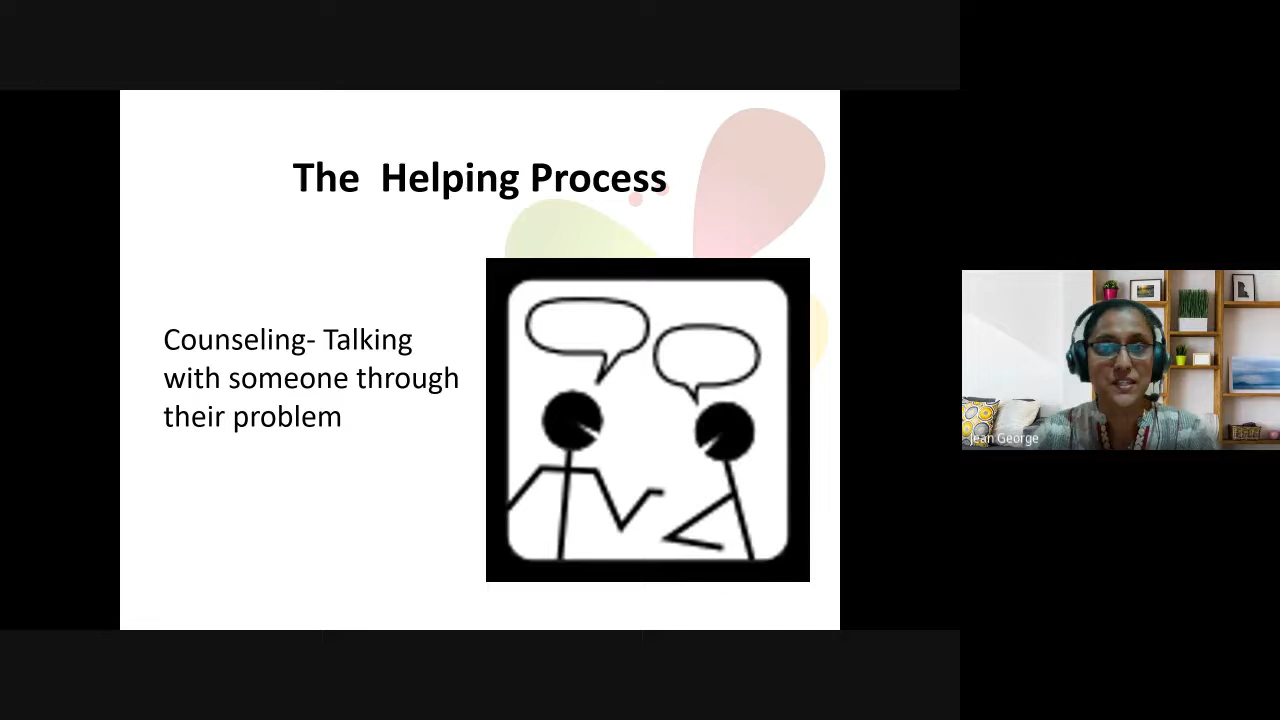 The  Helping Process
Counseling- Talking
with someone through
their problem
Jean George